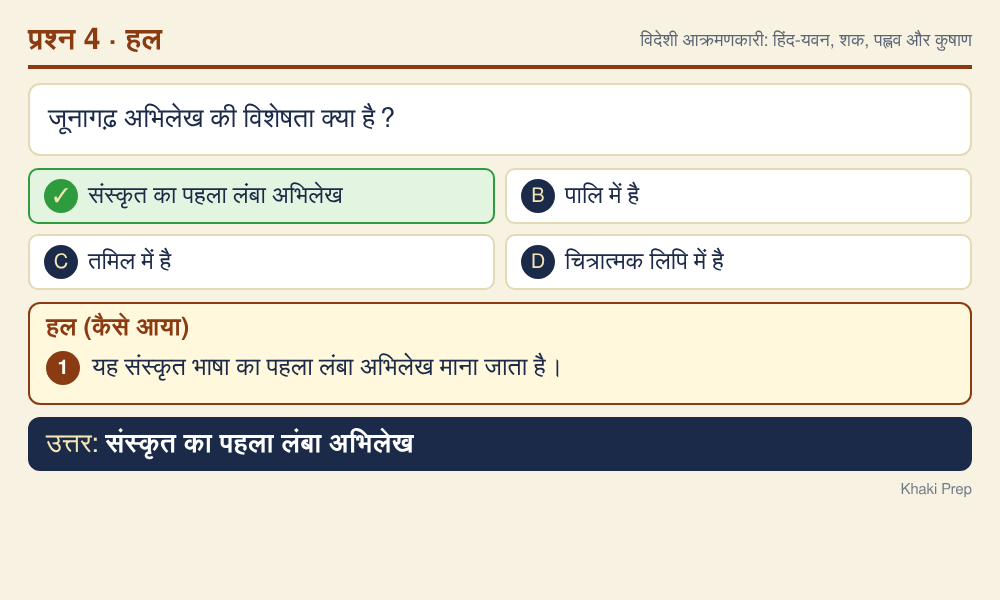 प्रश्न 4 · हल
विदेशी आक्रमणकारी: हिंद-यवन, शक, पह्लव और कुषाण
जूनागढ़ अभिलेख की विशेषता क्या है ?
✓ संस्कृत का पहला लंबा अभिलेख
B पालि में है
C तमिल में है
D चित्रात्मक लिपि में है
हल (कैसे आया)
1 यह संस्कृत भाषा का पहला लंबा अभिलेख माना जाता है।
उत्तर: संस्कृत का पहला लंबा अभिलेख
Khaki Prep